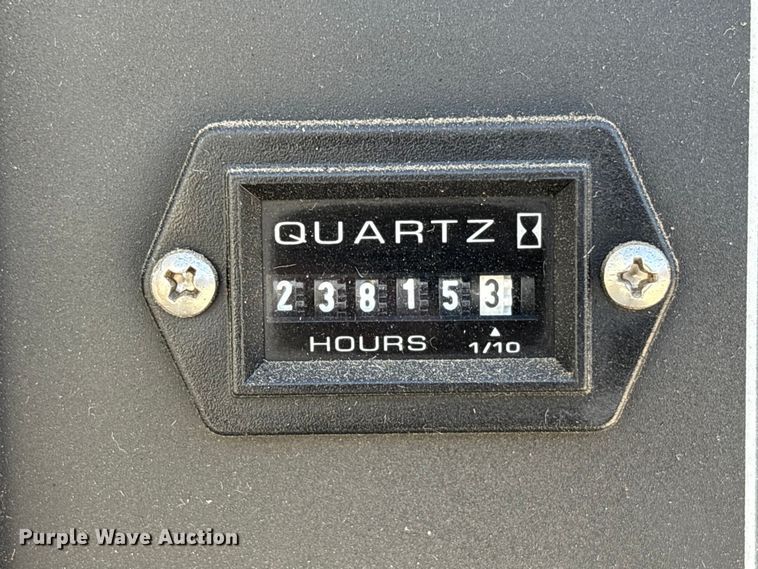 QUARTZ
238153
HOURS 1/10
Purple Wave Auction